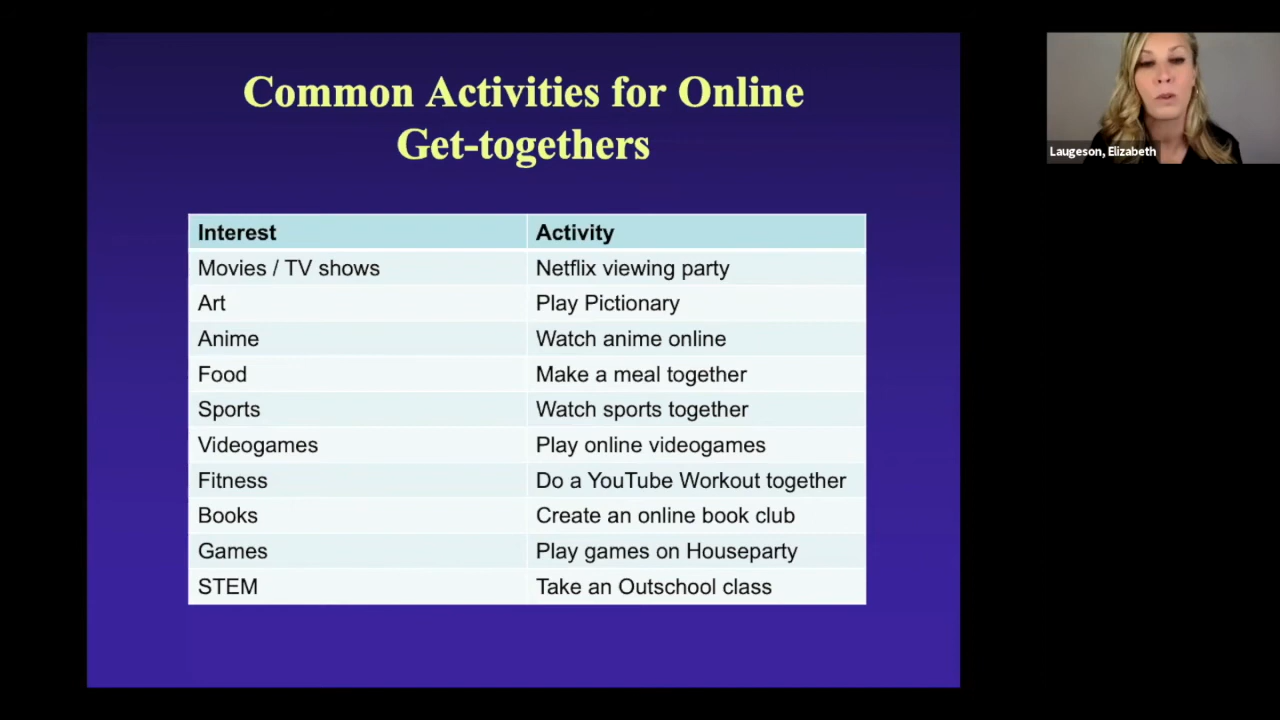 Common Activities for Online
Get-togethers
Laugeson, Elizabeth
Interest Activity
Movies / TV shows Netflix viewing party
Art Play Pictionary
Anime Watch anime online
Food Make a meal together
Sports Watch sports together
Videogames Play online videogames
Fitness Do a YouTube Workout together
Books Create an online book club
Games Play games on Houseparty
STEM Take an Outschool class